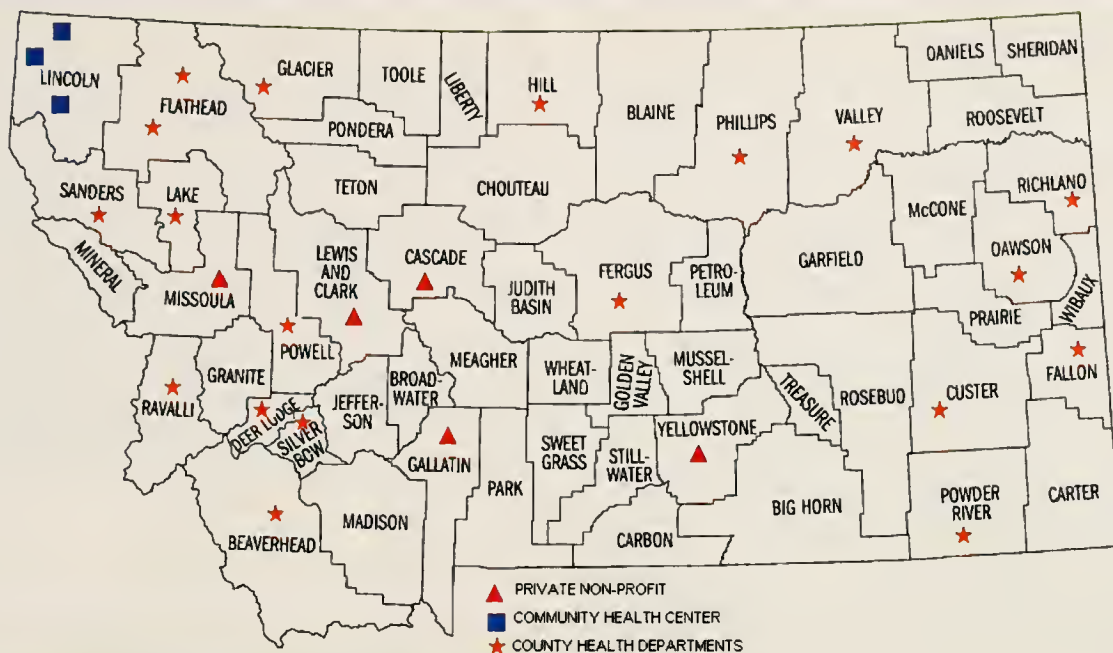 LINCOLN
FLATHEAD
GLACIER
TOOLE
LIBERTY
HILL
BLAINE
PHILLIPS
VALLEY
OANIELS
SHERIDAN
ROOSEVELT
PONDERA
TETON
CHOUTEAU
SANDERS
LAKE
McCONE
RICHLANO
OAWSON
WIBAUX
MINERAL
MISSOULA
LEWIS
AND
CLARK
CASCADE
JUDITH
BASIN
FERGUS
PETRO-
LEUM
GARFIELD
PRAIRIE
POWELL
GRANITE
RAVALLI
DEER LODGE
SILVER
BOW
JEFFER-
SON
BROAD-
WATER
MEAGHER
WHEAT-
LAND
GOLDEN
VALLEY
MUSSEL-
SHELL
TREASURE
ROSEBUO
CUSTER
FALLON
GALLATIN
PARK
SWEET
GRASS
STILL-
WATER
YELLOWSTONE
BIG HORN
POWDER
RIVER
CARTER
BEAVERHEAD
MADISON
CARBON
PRIVATE NON-PROFIT
COMMUNITY HEALTH CENTER
COUNTY HEALTH DEPARTMENTS